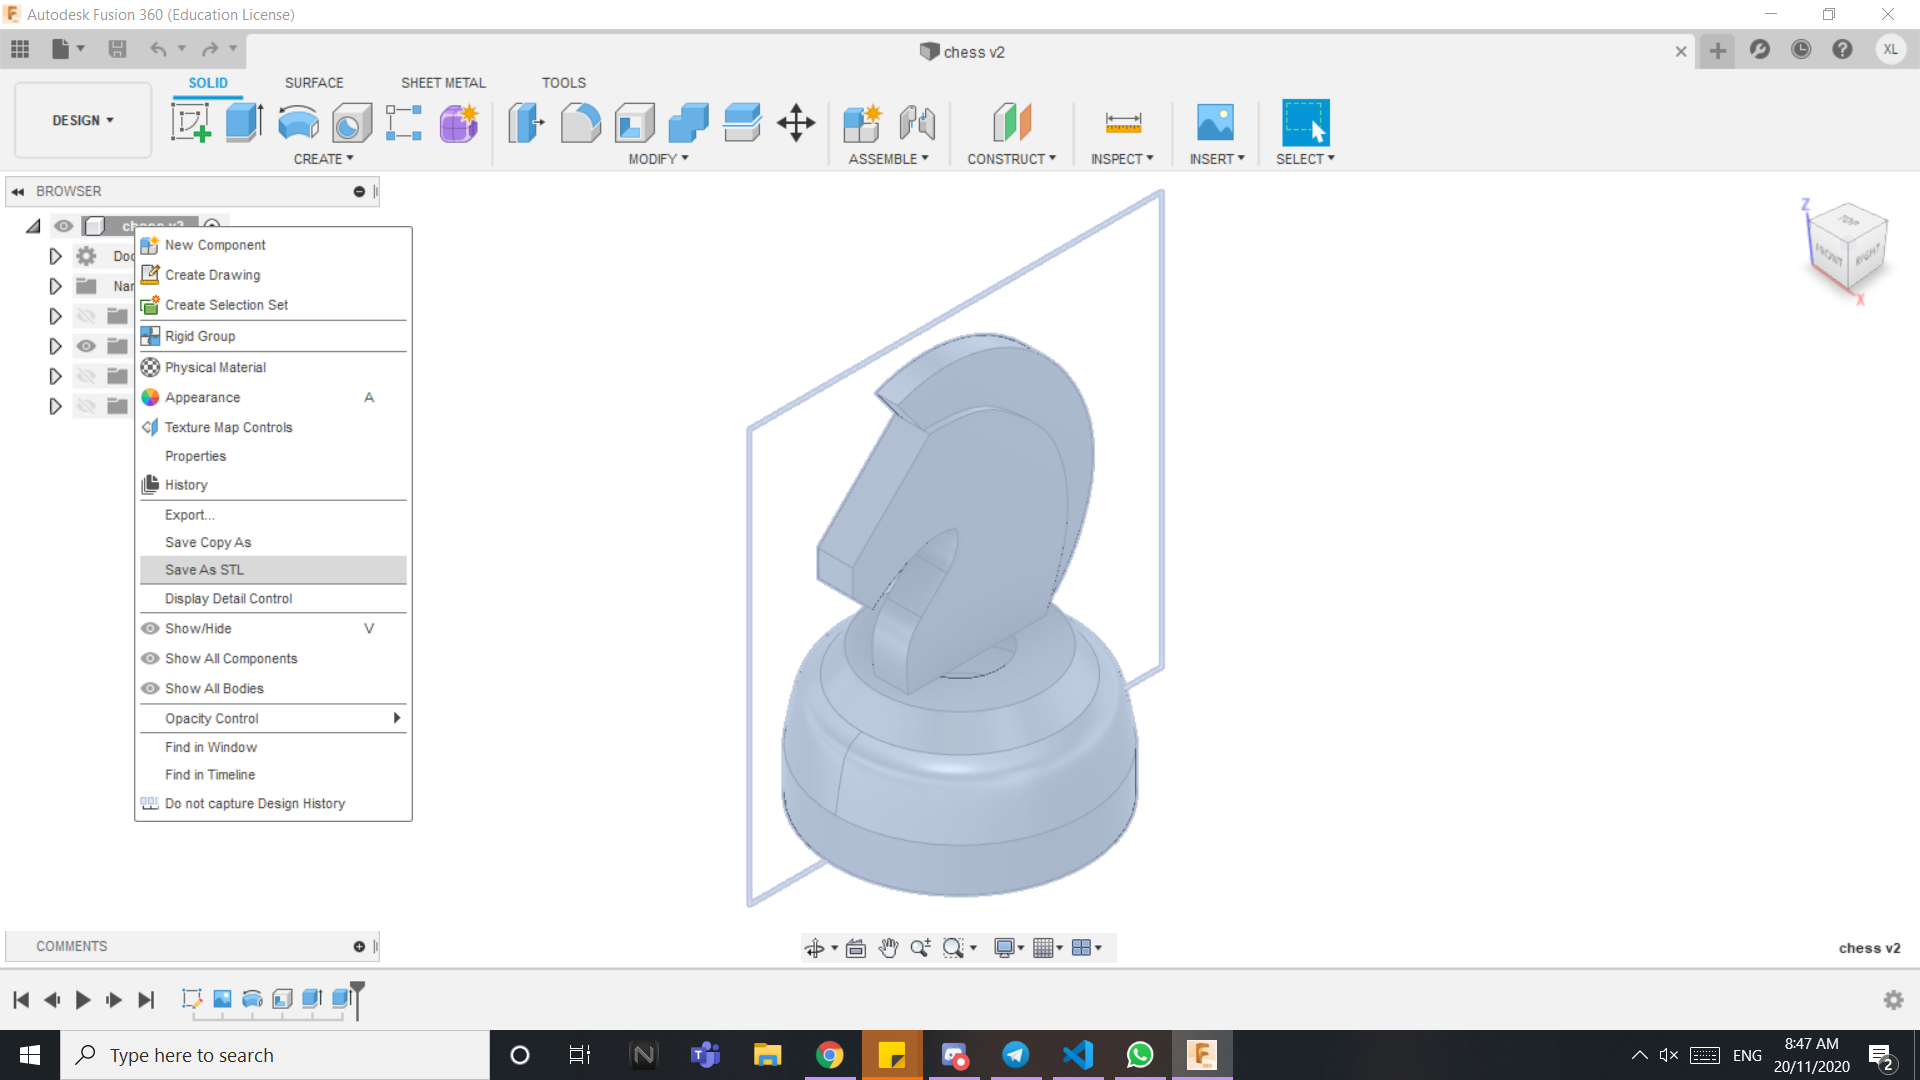 Autodesk Fusion 360 (Education License)
chess v2
XL
SOLID SURFACE SHEET METAL TOOLS
DESIGN
CREATE MODIFY ASSEMBLE CONSTRUCT INSPECT INSERT SELECT
BROWSER
chess v2
Doc
Nar
New Component
Create Drawing
Create Selection Set
Rigid Group
Physical Material
Appearance A
Texture Map Controls
Properties
History
Export...
Save Copy As
Save As STL
Display Detail Control
Show/Hide V
Show All Components
Show All Bodies
Opacity Control
Find in Window
Find in Timeline
Do not capture Design History
Z
TOP
FRONT
RIGHT
X
COMMENTS
chess v2
Type here to search
ENG
8:47 AM
20/11/2020
2